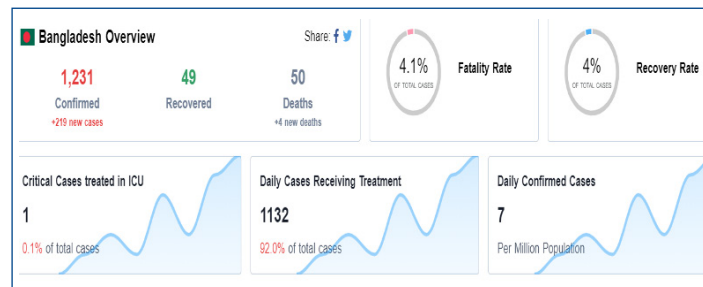 Bangladesh Overview
Share:
1,231
49
50
Confirmed
Recovered
Deaths
+219 new cases
+4 new deaths
4.1%
OF TOTAL CASES
Fatality Rate
4%
OF TOTAL CASES
Recovery Rate
Critical Cases treated in ICU
1
0.1% of total cases
Daily Cases Receiving Treatment
1132
92.0% of total cases
Daily Confirmed Cases
7
Per Million Population